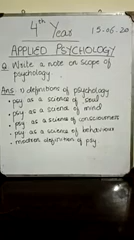 4th Year
15.05.20
APPLIED PSYCHOLOGY
Q. Write a note on scope of
psychology
Ans: 1) definitions of psychology
• psy as a science of soul
• psy as a science of mind
• psy as a science of consciousness
• psy as a science of behaviour
• modern definition of psy